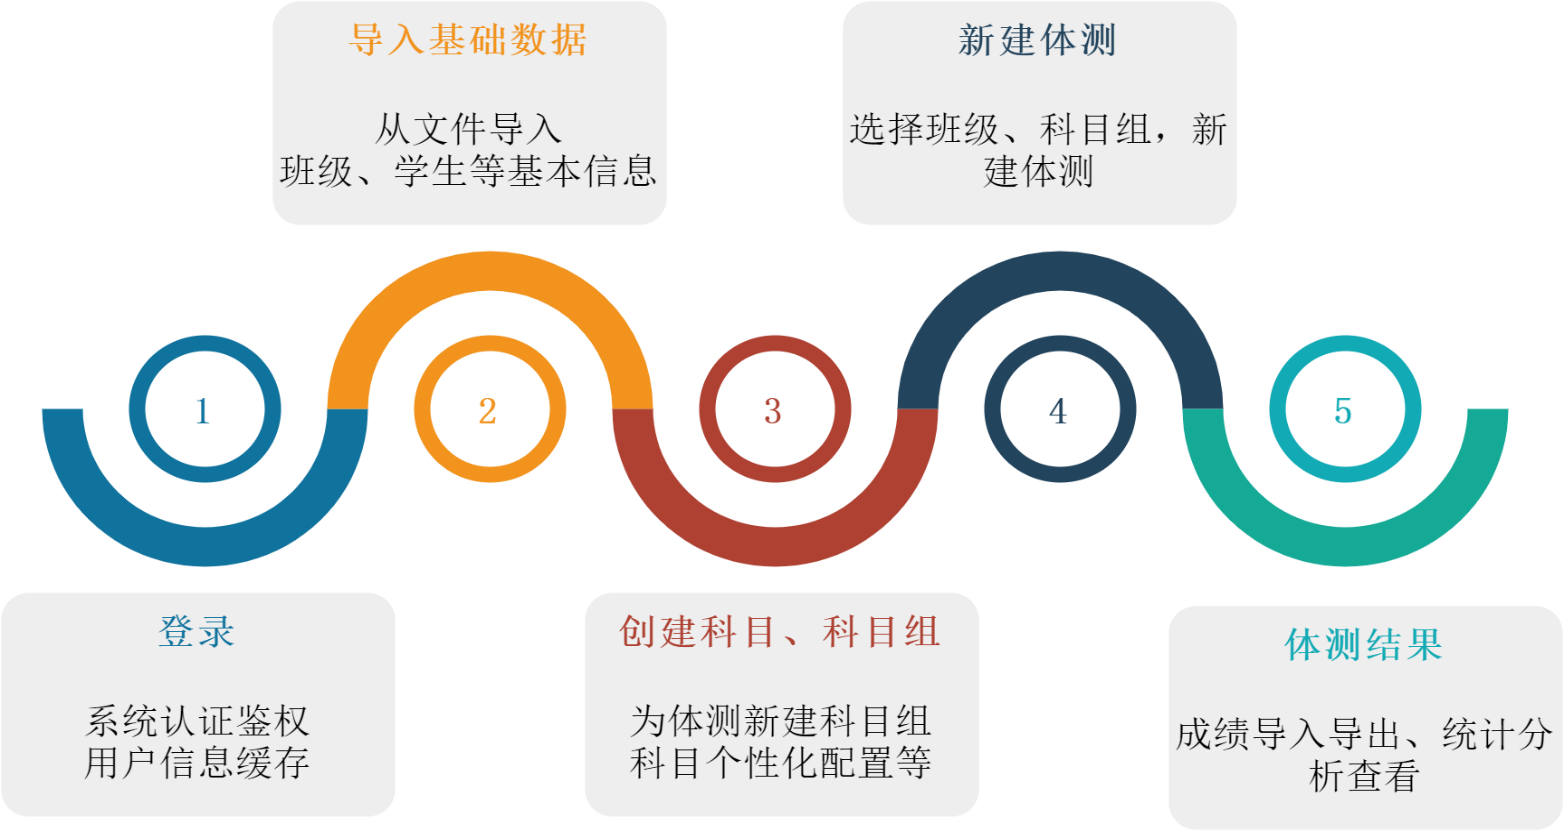 导入基础数据
从文件导入
班级、学生等基本信息
新建体测
选择班级、科目组，新
建体测
1
2
3
4
5
登录
系统认证鉴权
用户信息缓存
创建科目、科目组
为体测新建科目组
科目个性化配置等
体测结果
成绩导入导出、统计分
析查看